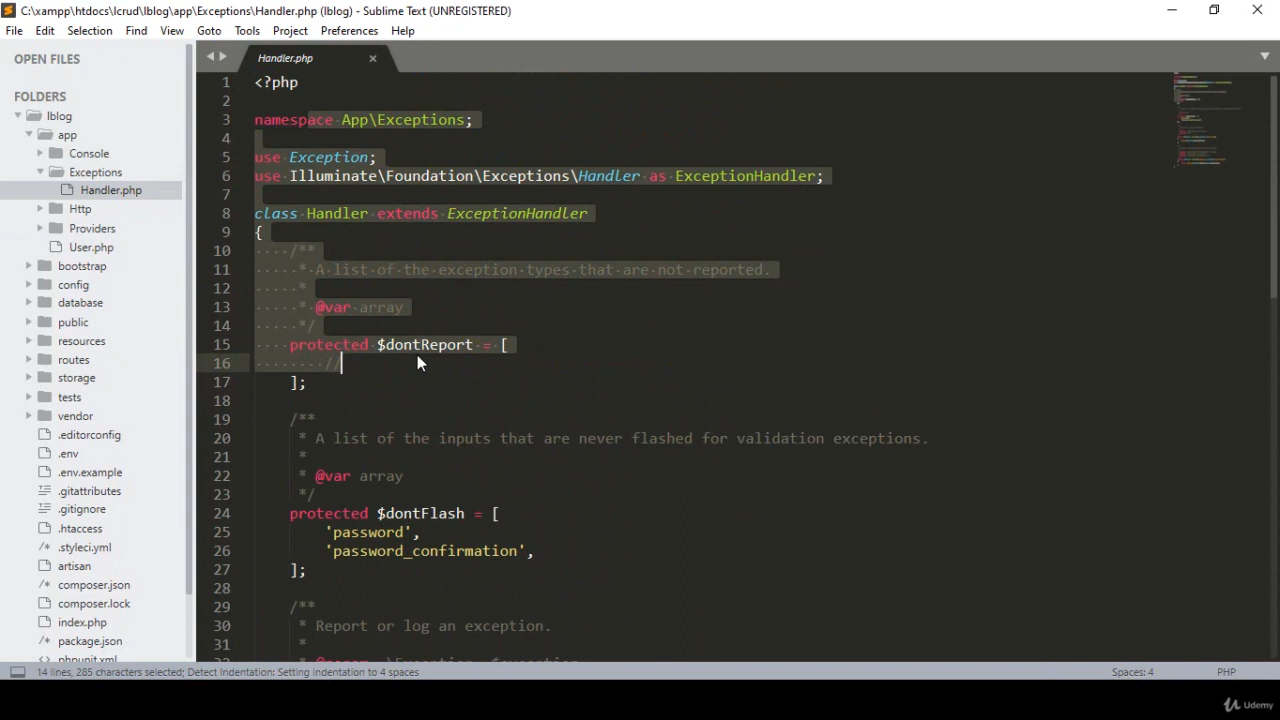 C:\xampp\htdocs\lcrud\lblog\app\Exceptions\Handler.php (lblog) - Sublime Text (UNREGISTERED)
File Edit Selection Find View Goto Tools Project Preferences Help
OPEN FILES
FOLDERS
lblog
app
Console
Exceptions
Handler.php
Http
Providers
User.php
bootstrap
config
database
public
resources
routes
storage
tests
vendor
.editorconfig
.env
.env.example
.gitattributes
.gitignore
.htaccess
/* .styleci.yml
artisan
/* composer.json
composer.lock
index.php
/* package.json
phpunit.xml
Handler.php
1 <?php
2
3 namespace App\Exceptions;
4
5 use Exception;
6 use Illuminate\Foundation\Exceptions\Handler as ExceptionHandler;
7
8 class Handler extends ExceptionHandler
9 {
10 /**
11 * A list of the exception types that are not reported.
12 *
13 * @var array
14 */
15 protected $dontReport = [
16 //
17 ];
18
19 /**
20 * A list of the inputs that are never flashed for validation exceptions.
21 *
22 * @var array
23 */
24 protected $dontFlash = [
25 'password',
26 'password_confirmation',
27 ];
28
29 /**
30 * Report or log an exception.
31 *
32 * @param \Exception $exception
14 lines, 285 characters selected; Detect Indentation: Setting indentation to 4 spaces
Spaces: 4
PHP
Udemy